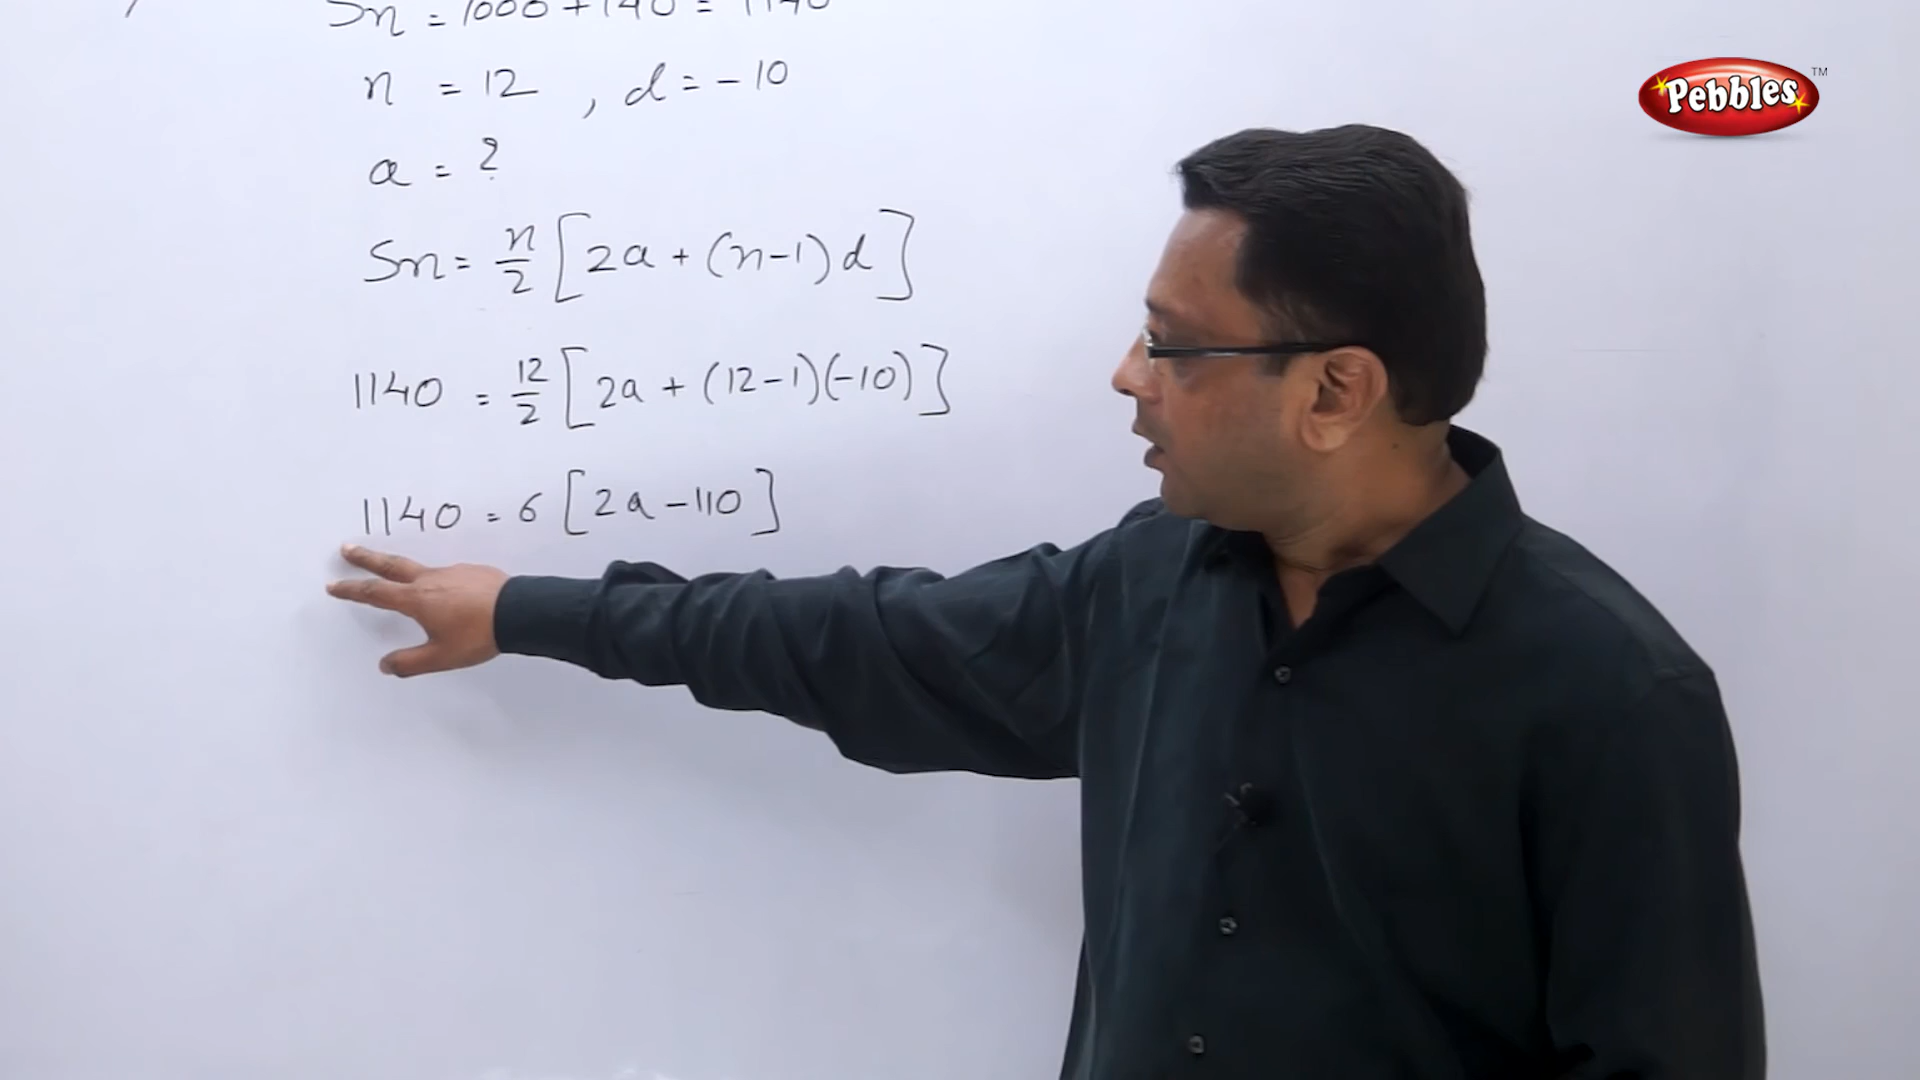 Sn = 1000 + 140 = 1140
n = 12 , d = -10
a = ?
Sn = n/2 [2a + (n-1) d]
1140 = 12/2 [2a + (12-1)(-10)]
1140 = 6 [2a - 110]
Pebbles TM